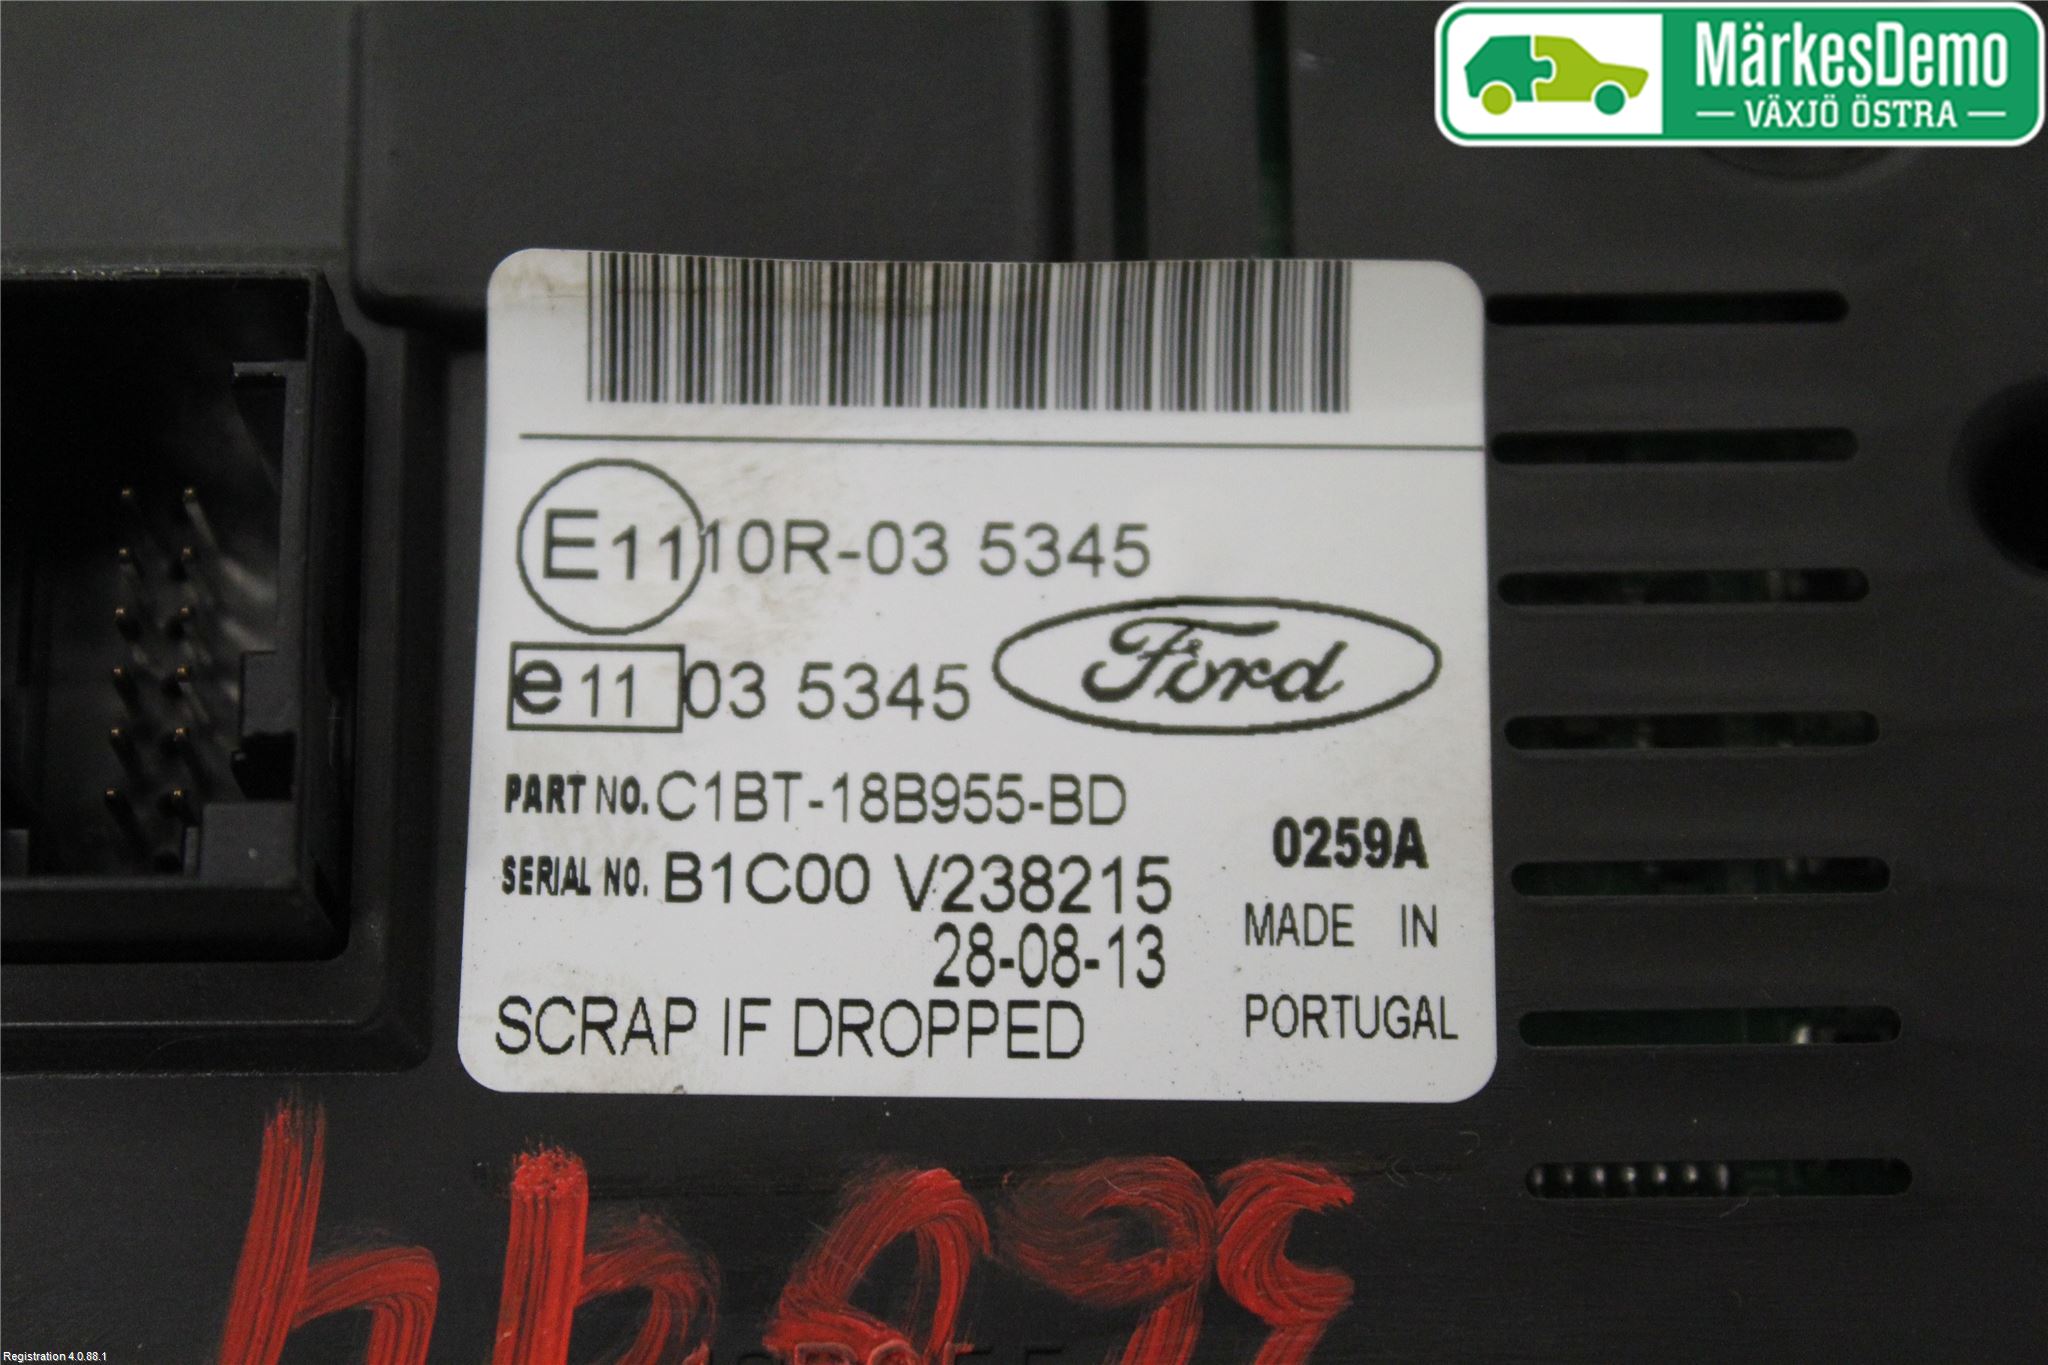 MärkesDemo
VÄXJÖ ÖSTRA
E11 10R-03 5345
e11 03 5345
Ford
PART NO. C1BT-18B955-BD
0259A
SERIAL NO. B1C00 V238215
MADE IN
28-08-13
PORTUGAL
SCRAP IF DROPPED
Registration 4.0.88.1